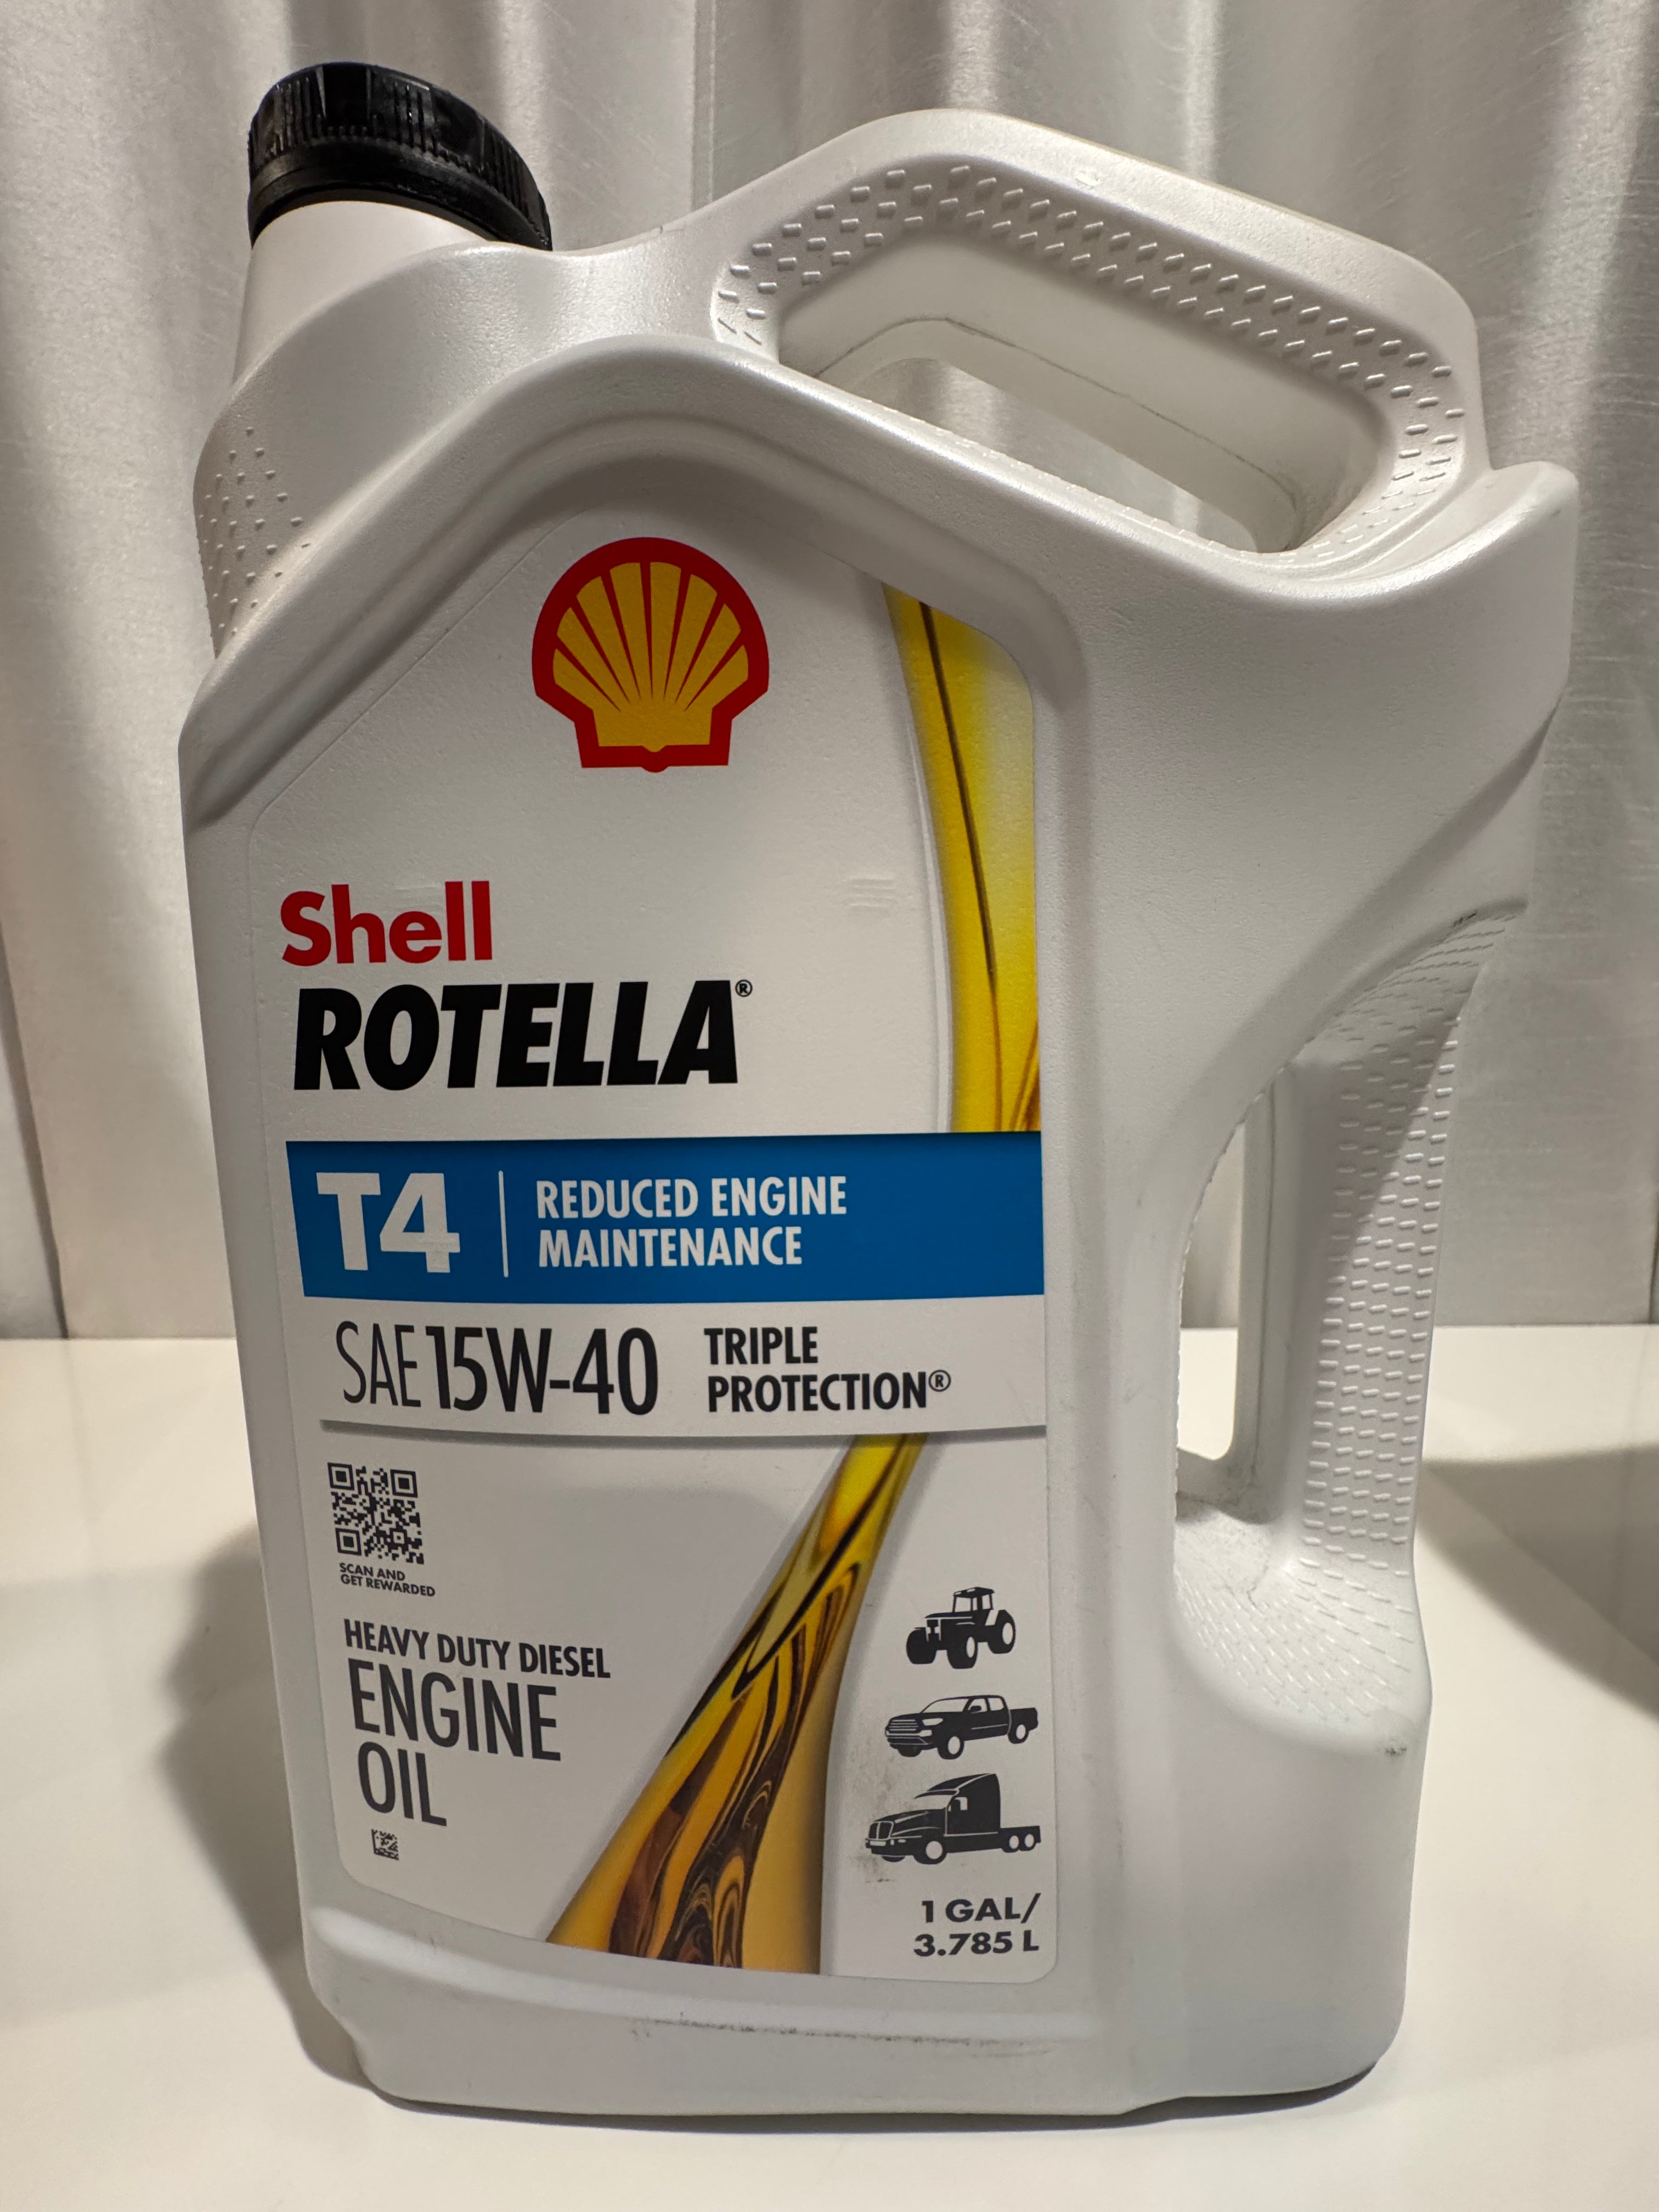 Shell
ROTELLA®
T4
REDUCED ENGINE
MAINTENANCE
SAE 15W-40
TRIPLE
PROTECTION®
SCAN AND
GET REWARDED
HEAVY DUTY DIESEL
ENGINE
OIL
1 GAL/
3.785 L